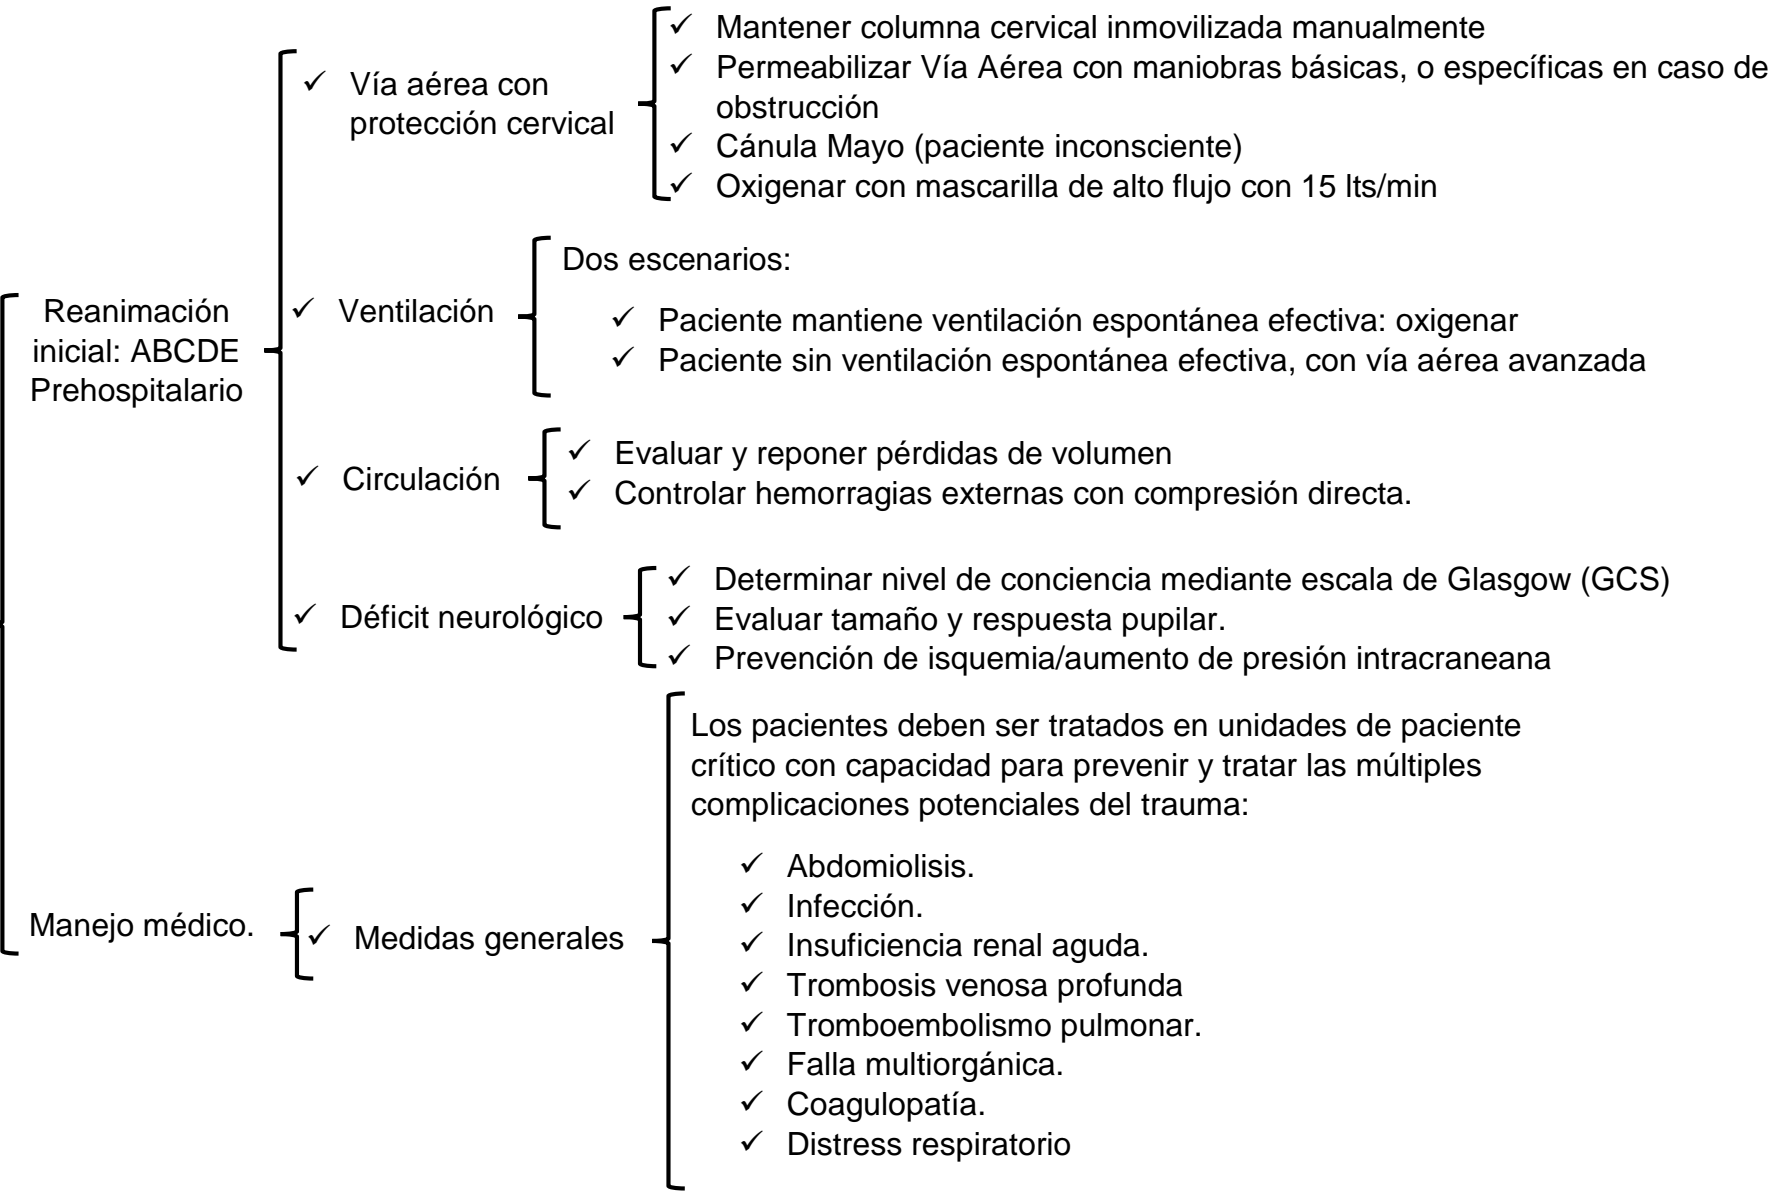 Reanimación
inicial: ABCDE
Prehospitalario
✓ Vía aérea con
protección cervical
✓ Mantener columna cervical inmovilizada manualmente
✓ Permeabilizar Vía Aérea con maniobras básicas, o específicas en caso de
obstrucción
✓ Cánula Mayo (paciente inconsciente)
✓ Oxigenar con mascarilla de alto flujo con 15 lts/min
✓ Ventilación
Dos escenarios:
✓ Paciente mantiene ventilación espontánea efectiva: oxigenar
✓ Paciente sin ventilación espontánea efectiva, con vía aérea avanzada
✓ Circulación
✓ Evaluar y reponer pérdidas de volumen
✓ Controlar hemorragias externas con compresión directa.
✓ Déficit neurológico
✓ Determinar nivel de conciencia mediante escala de Glasgow (GCS)
✓ Evaluar tamaño y respuesta pupilar.
✓ Prevención de isquemia/aumento de presión intracraneana
Manejo médico.
✓ Medidas generales
Los pacientes deben ser tratados en unidades de paciente
crítico con capacidad para prevenir y tratar las múltiples
complicaciones potenciales del trauma:
✓ Abdomiolisis.
✓ Infección.
✓ Insuficiencia renal aguda.
✓ Trombosis venosa profunda
✓ Tromboembolismo pulmonar.
✓ Falla multiorgánica.
✓ Coagulopatía.
✓ Distress respiratorio